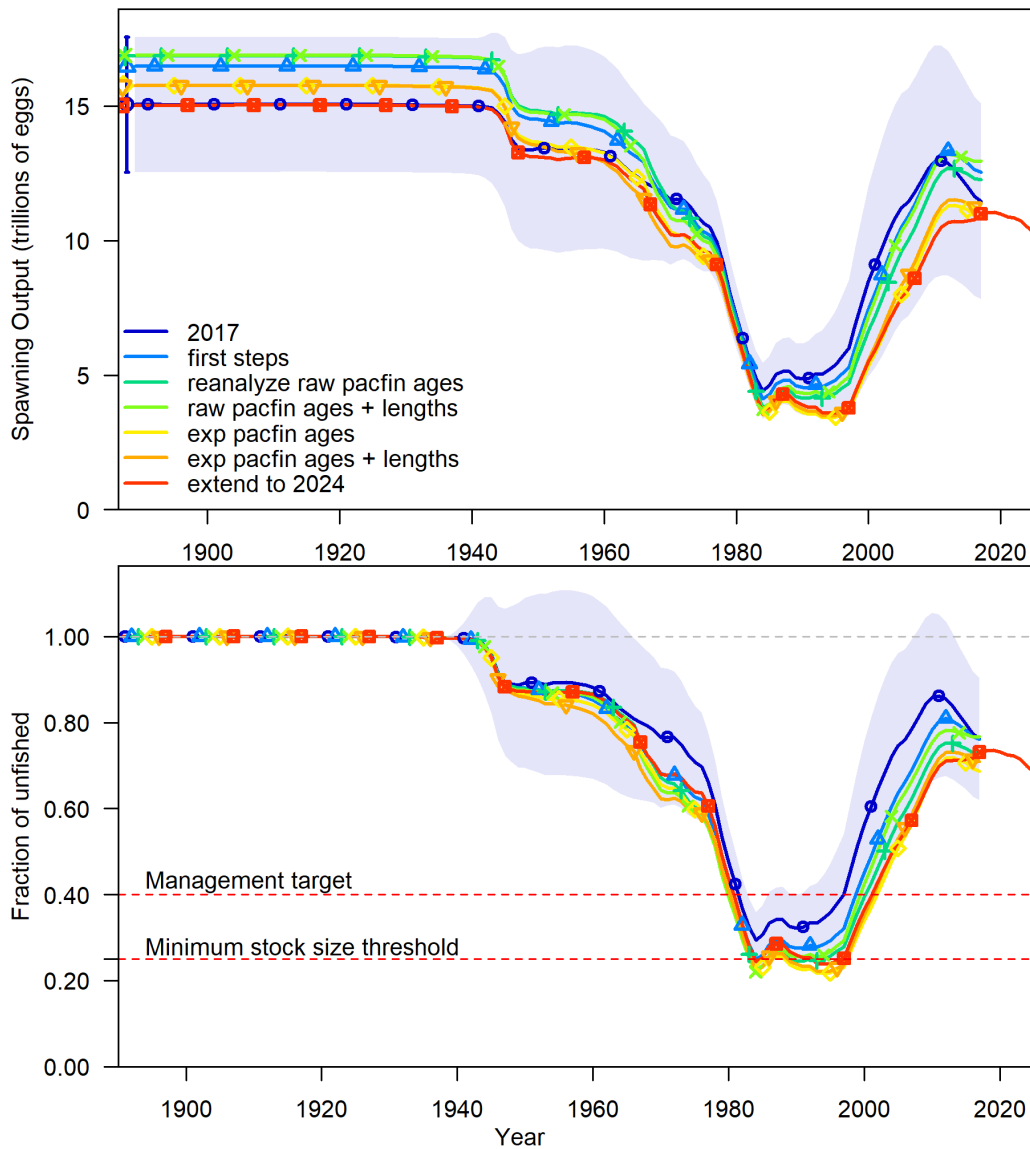 Spawning Output (trillions of eggs)
15
10
5
0
2017
first steps
reanalyze raw pacfin ages
raw pacfin ages + lengths
exp pacfin ages
exp pacfin ages + lengths
extend to 2024
1900 1920 1940 1960 1980 2000 2020
Fraction of unfished
1.00
0.80
0.60
0.40
0.20
0.00
Management target
Minimum stock size threshold
1900 1920 1940 1960 1980 2000 2020
Year